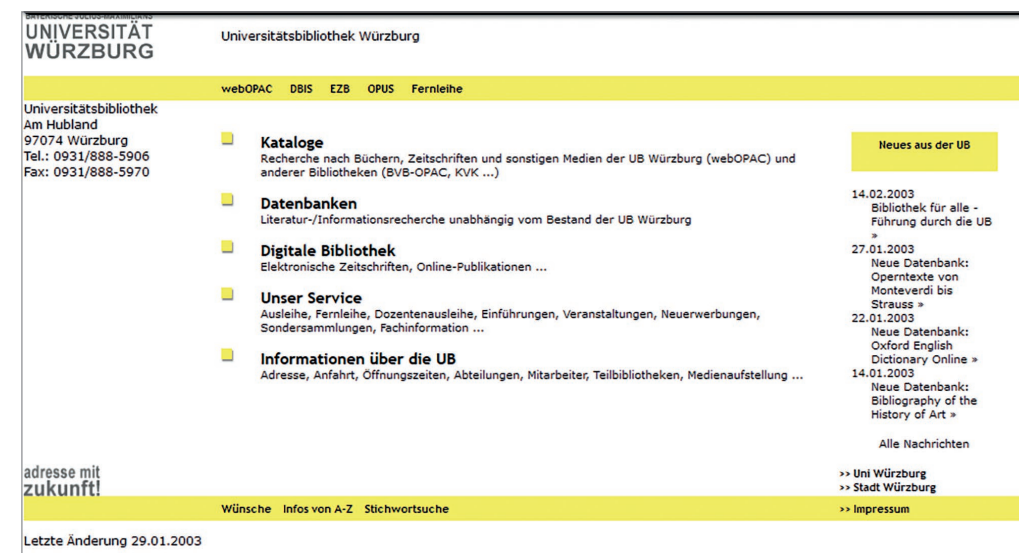 BAYERISCHE JULIUS-MAXIMILIANS
UNIVERSITÄT
WÜRZBURG
Universitätsbibliothek Würzburg
webOPAC DBIS EZB OPUS Fernleihe
Universitätsbibliothek
Am Hubland
97074 Würzburg
Tel.: 0931/888-5906
Fax: 0931/888-5970
Kataloge
Recherche nach Büchern, Zeitschriften und sonstigen Medien der UB Würzburg (webOPAC) und
anderer Bibliotheken (BVB-OPAC, KVK ...)
Datenbanken
Literatur-/Informationsrecherche unabhängig vom Bestand der UB Würzburg
Digitale Bibliothek
Elektronische Zeitschriften, Online-Publikationen ...
Unser Service
Ausleihe, Fernleihe, Dozentenausleihe, Einführungen, Veranstaltungen, Neuerwerbungen,
Sondersammlungen, Fachinformation ...
Informationen über die UB
Adresse, Anfahrt, Öffnungszeiten, Abteilungen, Mitarbeiter, Teilbibliotheken, Medienaufstellung ...
Neues aus der UB
14.02.2003
Bibliothek für alle -
Führung durch die UB
»
27.01.2003
Neue Datenbank:
Operntexte von
Monteverdi bis
Strauss »
22.01.2003
Neue Datenbank:
Oxford English
Dictionary Online »
14.01.2003
Neue Datenbank:
Bibliography of the
History of Art »
Alle Nachrichten
adresse mit
zukunft!
>> Uni Würzburg
>> Stadt Würzburg
Wünsche Infos von A-Z Stichwortsuche
>> Impressum
Letzte Änderung 29.01.2003